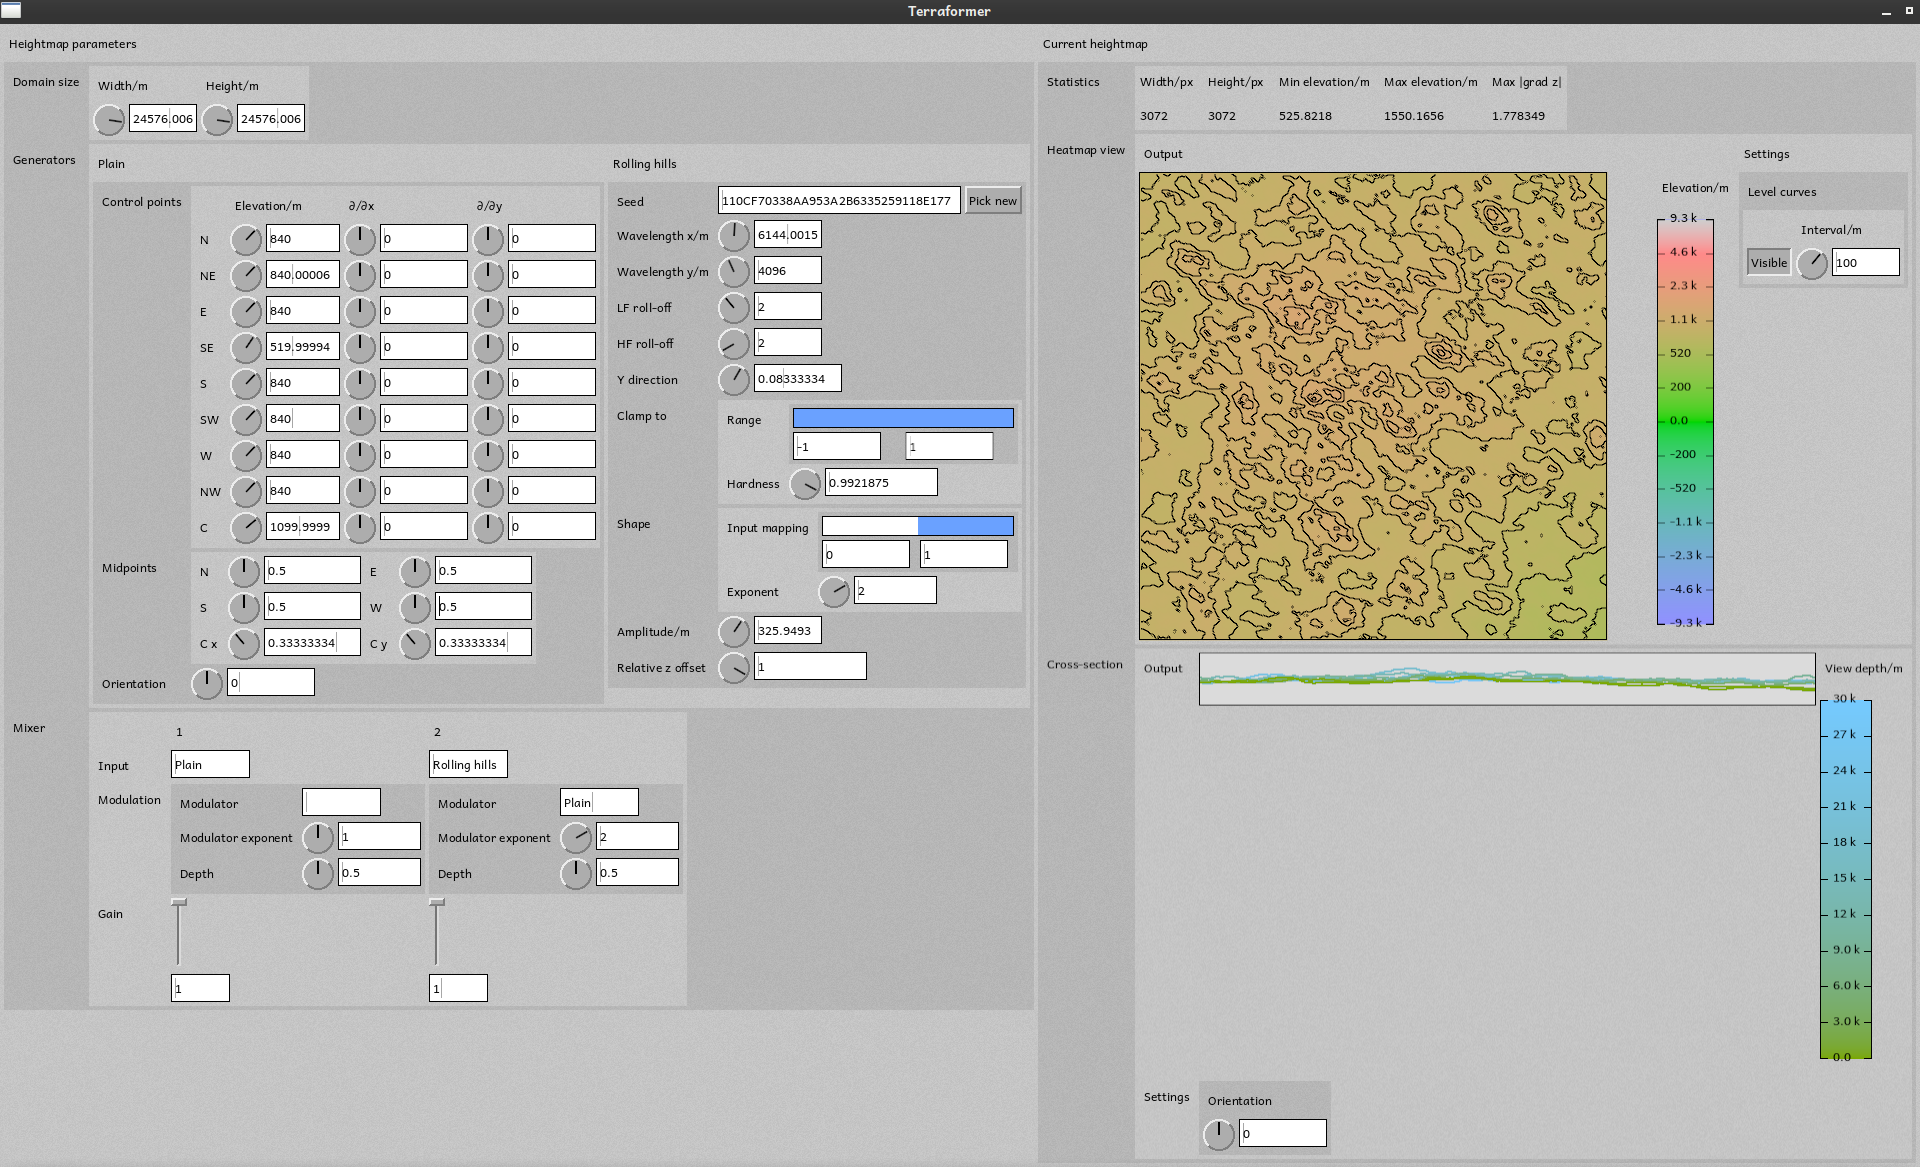 Terraformer
Heightmap parameters
Domain size
Width/m Height/m
24576.006 24576.006
Generators
Plain
Control points
Elevation/m ∂/∂x ∂/∂y
N 840 0 0
NE 840.00006 0 0
E 840 0 0
SE 519.99994 0 0
S 840 0 0
SW 840 0 0
W 840 0 0
NW 840 0 0
C 1099.9999 0 0
Midpoints
N 0.5 E 0.5
S 0.5 W 0.5
C x 0.33333334 C y 0.33333334
Orientation 0
Rolling hills
Seed 110CF70338AA953A2B6335259118E177 Pick new
Wavelength x/m 6144.0015
Wavelength y/m 4096
LF roll-off 2
HF roll-off 2
Y direction 0.08333334
Clamp to
Range
-1 1
Hardness 0.9921875
Shape
Input mapping
0 1
Exponent 2
Amplitude/m 325.9493
Relative z offset 1
Mixer
1 2
Input Plain Rolling hills
Modulation
Modulator Modulator Plain
Modulator exponent 1 Modulator exponent 2
Depth 0.5 Depth 0.5
Gain
1 1
Current heightmap
Statistics
Width/px Height/px Min elevation/m Max elevation/m Max |grad z|
3072 3072 525.8218 1550.1656 1.778349
Heatmap view
Output
Elevation/m
9.3 k
4.6 k
2.3 k
1.1 k
520
200
0.0
-200
-520
-1.1 k
-2.3 k
-4.6 k
-9.3 k
Settings
Level curves
Interval/m
Visible 100
Cross-section
Output
View depth/m
30 k
27 k
24 k
21 k
18 k
15 k
12 k
9.0 k
6.0 k
3.0 k
0.0
Settings
Orientation
0